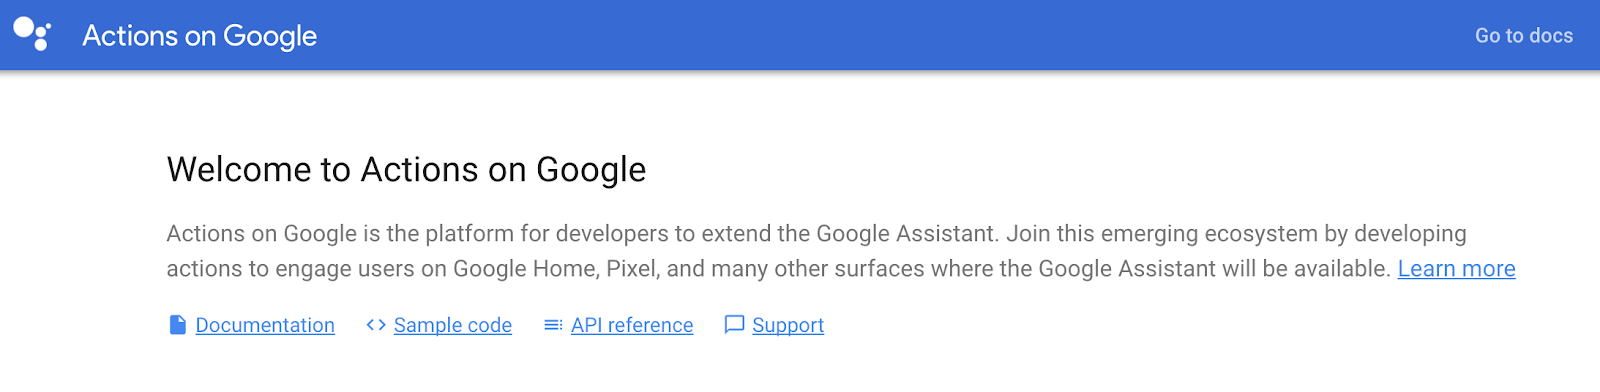 Actions on Google
Go to docs
Welcome to Actions on Google
Actions on Google is the platform for developers to extend the Google Assistant. Join this emerging ecosystem by developing
actions to engage users on Google Home, Pixel, and many other surfaces where the Google Assistant will be available. Learn more
Documentation Sample code API reference Support